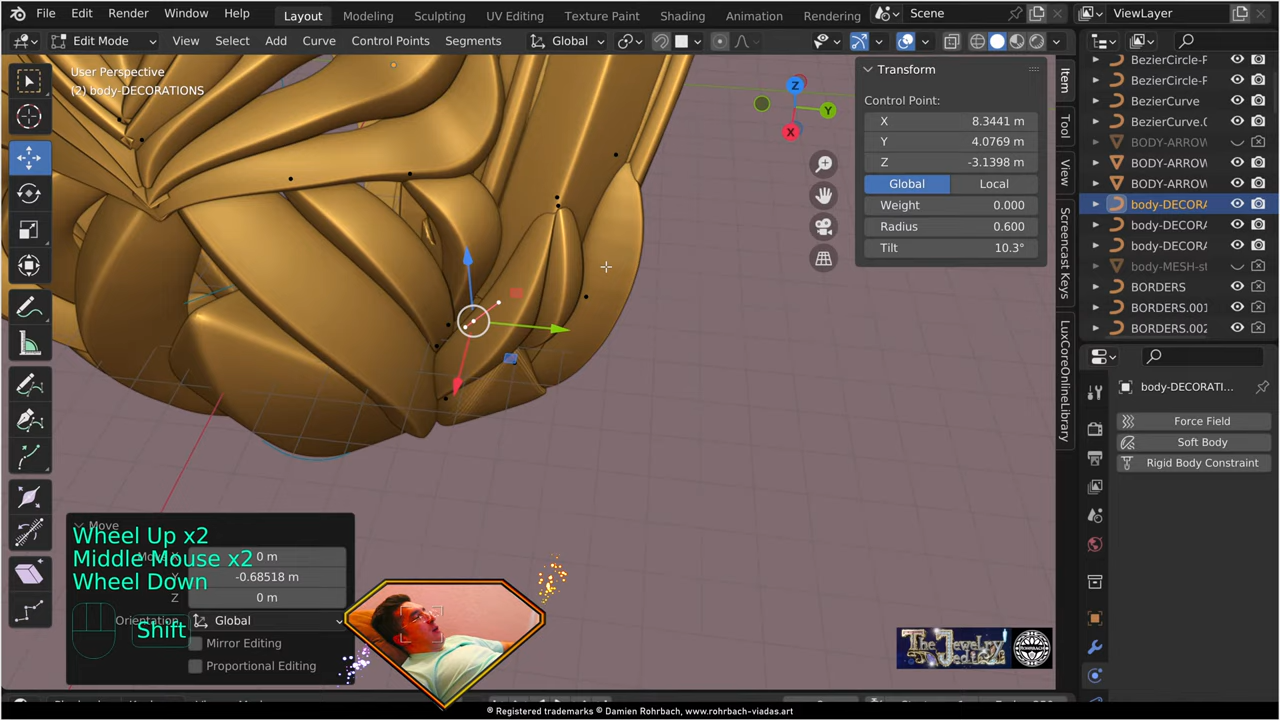 File Edit Render Window Help Layout Modeling Sculpting UV Editing Texture Paint Shading Animation Rendering Scene ViewLayer
Edit Mode View Select Add Curve Control Points Segments Global
User Perspective
(2) body-DECORATIONS
Transform
Control Point:
X 8.3441 m
Y 4.0769 m
Z -3.1398 m
Global Local
Weight 0.000
Radius 0.600
Tilt 10.3°
Z
Y
X
Item
Tool
View
Screencast Keys
LuxCoreOnlineLibrary
BezierCircle-F
BezierCircle-F
BezierCurve
BezierCurve.0
BODY-ARROW
BODY-ARROW
BODY-ARROW
body-DECORA
body-DECORA
body-DECORA
body-MESH-st
BORDERS
BORDERS.001
BORDERS.002
body-DECORATI...
Force Field
Soft Body
Rigid Body Constraint
Move
Wheel Up x2
0 m
Middle Mouse x2
-0.68518 m
Wheel Down
Z 0 m
Orientation Global
Shift
Mirror Editing
Proportional Editing
The Jewelry
Vedition
® Registered trademarks © Damien Rohrbach, www.rohrbach-viadas.art